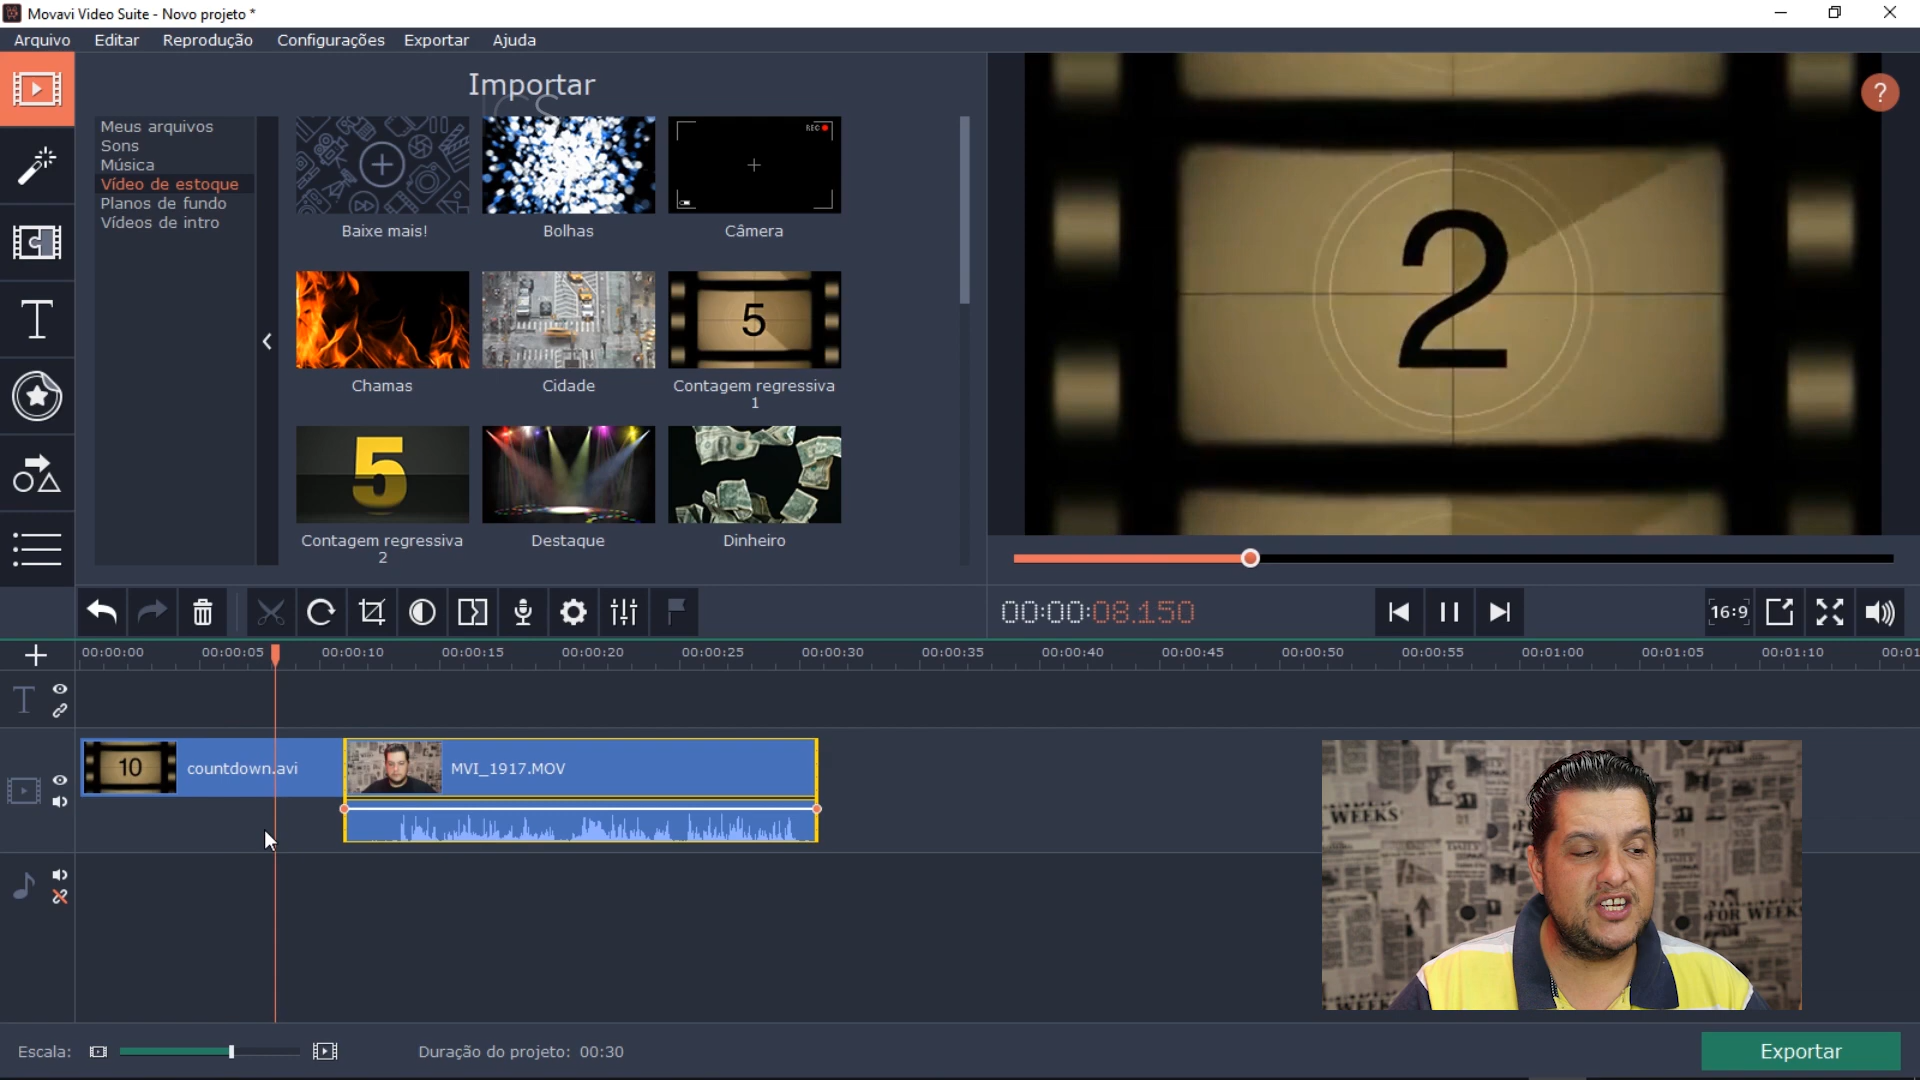 Movavi Video Suite - Novo projeto *
Arquivo Editar Reprodução Configurações Exportar Ajuda
Importar
Meus arquivos
Sons
Música
Vídeo de estoque
Planos de fundo
Vídeos de intro
REC
Baixe mais! Bolhas Câmera
5
Chamas Cidade Contagem regressiva
1
5
Contagem regressiva Destaque Dinheiro
2
2
?
00:00:08.150
16:9
00:00:00 00:00:05 00:00:10 00:00:15 00:00:20 00:00:25 00:00:30 00:00:35 00:00:40 00:00:45 00:00:50 00:00:55 00:01:00 00:01:05 00:01:10 00:01
10 countdown.avi MVI_1917.MOV
WEEKS
FOR WEEKS
Escala: Duração do projeto: 00:30 Exportar